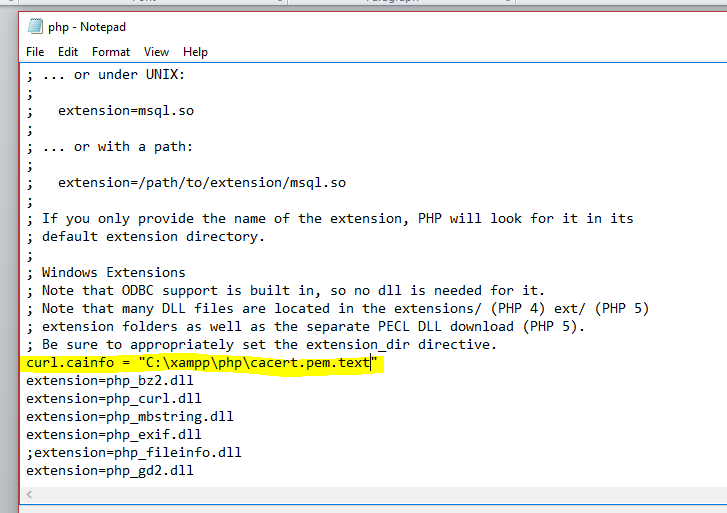 php - Notepad
File Edit Format View Help
; ... or under UNIX:
;
;   extension=msql.so
;
; ... or with a path:
;
;   extension=/path/to/extension/msql.so
;
; If you only provide the name of the extension, PHP will look for it in its
; default extension directory.
;
; Windows Extensions
; Note that ODBC support is built in, so no dll is needed for it.
; Note that many DLL files are located in the extensions/ (PHP 4) ext/ (PHP 5)
; extension folders as well as the separate PECL DLL download (PHP 5).
; Be sure to appropriately set the extension_dir directive.
curl.cainfo = "C:\xampp\php\cacert.pem.text"
extension=php_bz2.dll
extension=php_curl.dll
extension=php_mbstring.dll
extension=php_exif.dll
;extension=php_fileinfo.dll
extension=php_gd2.dll